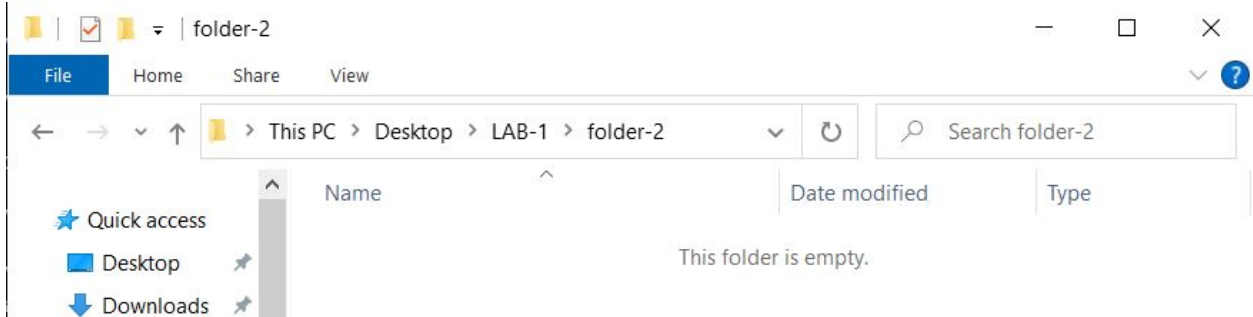 folder-2
File Home Share View ?
This PC > Desktop > LAB-1 > folder-2 Search folder-2
Name Date modified Type
Quick access
This folder is empty.
Desktop
Downloads